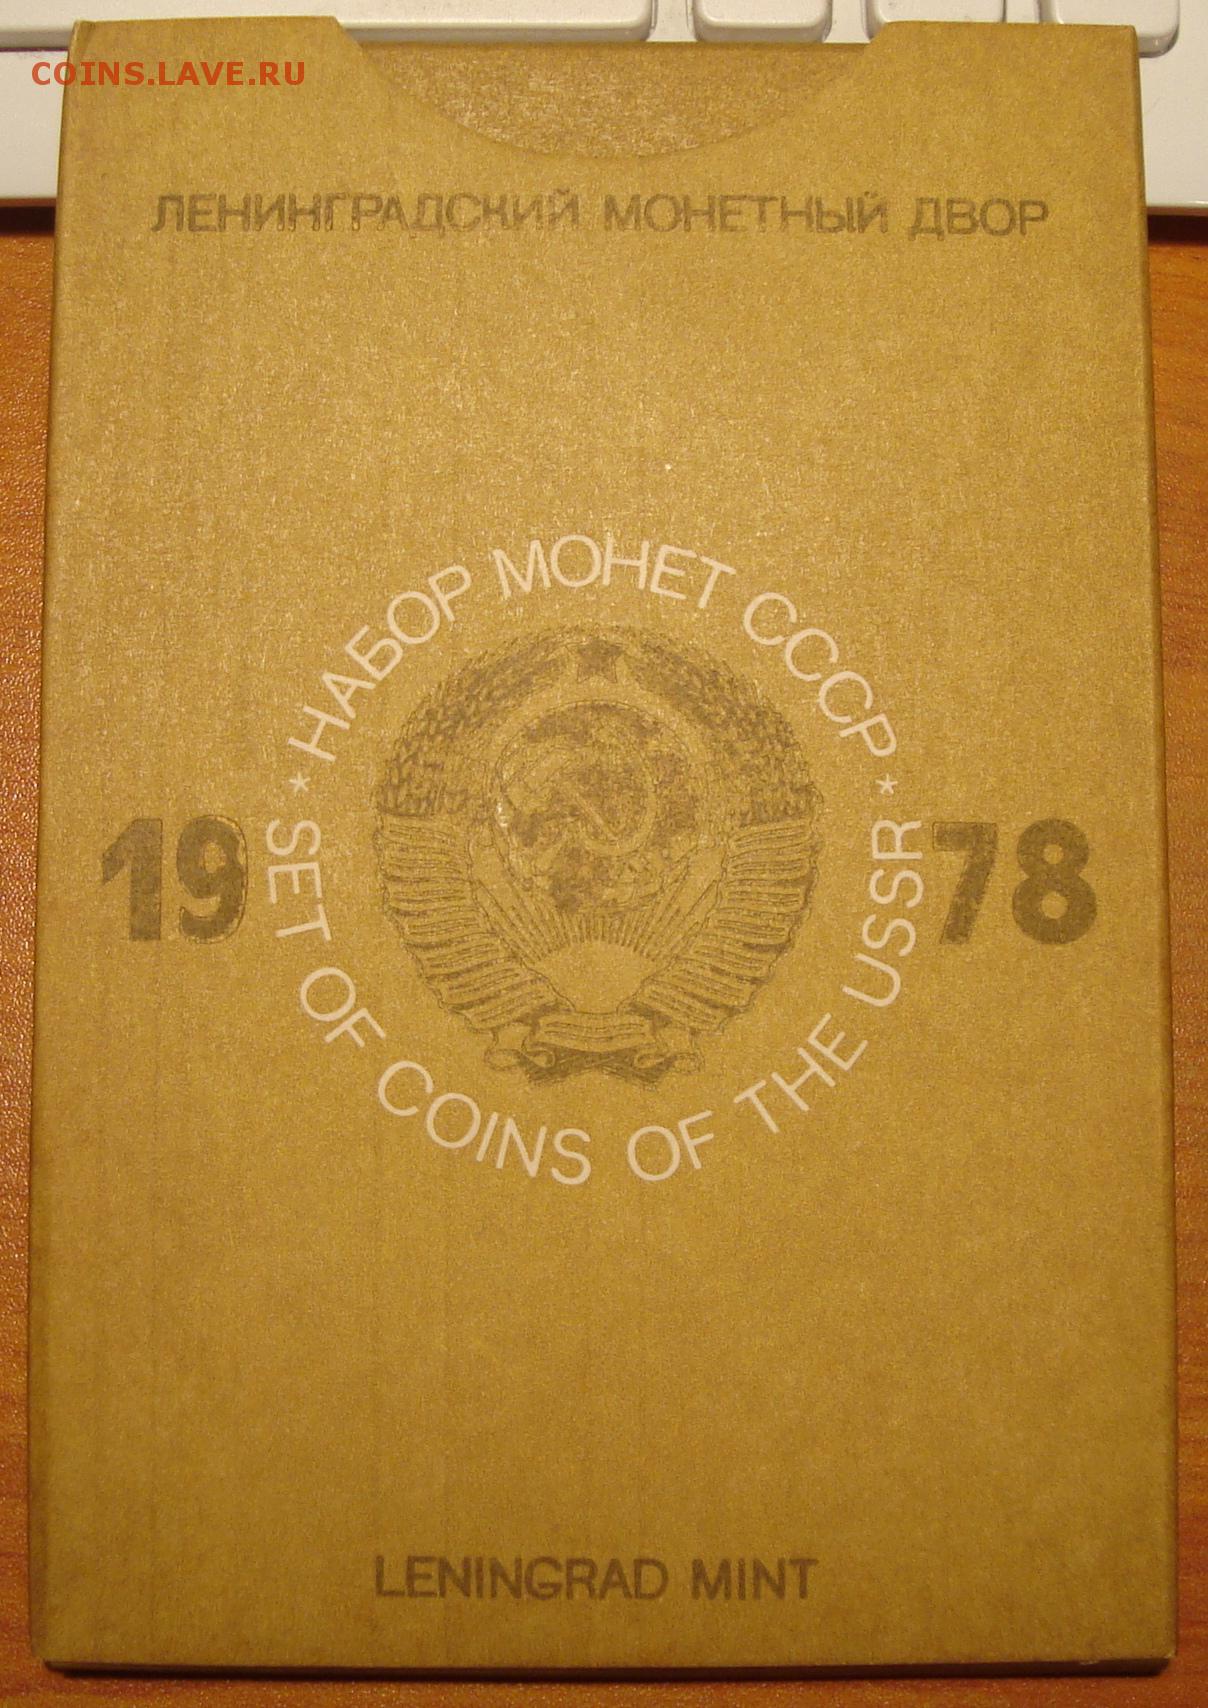 COINS.LAVE.RU
ЛЕНИНГРАДСКИЙ МОНЕТНЫЙ ДВОР
* НАБОР МОНЕТ СССР *
1978
SET OF COINS OF THE USSR
LENINGRAD MINT